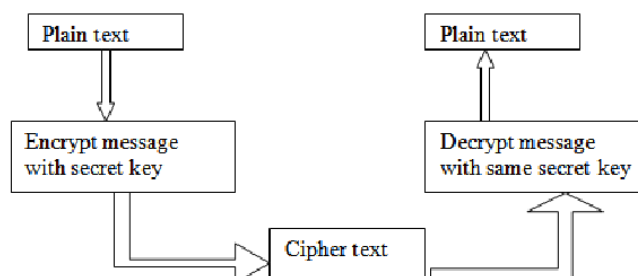 Plain text
Plain text
Encrypt message
with secret key
Decrypt message
with same secret key
Cipher text